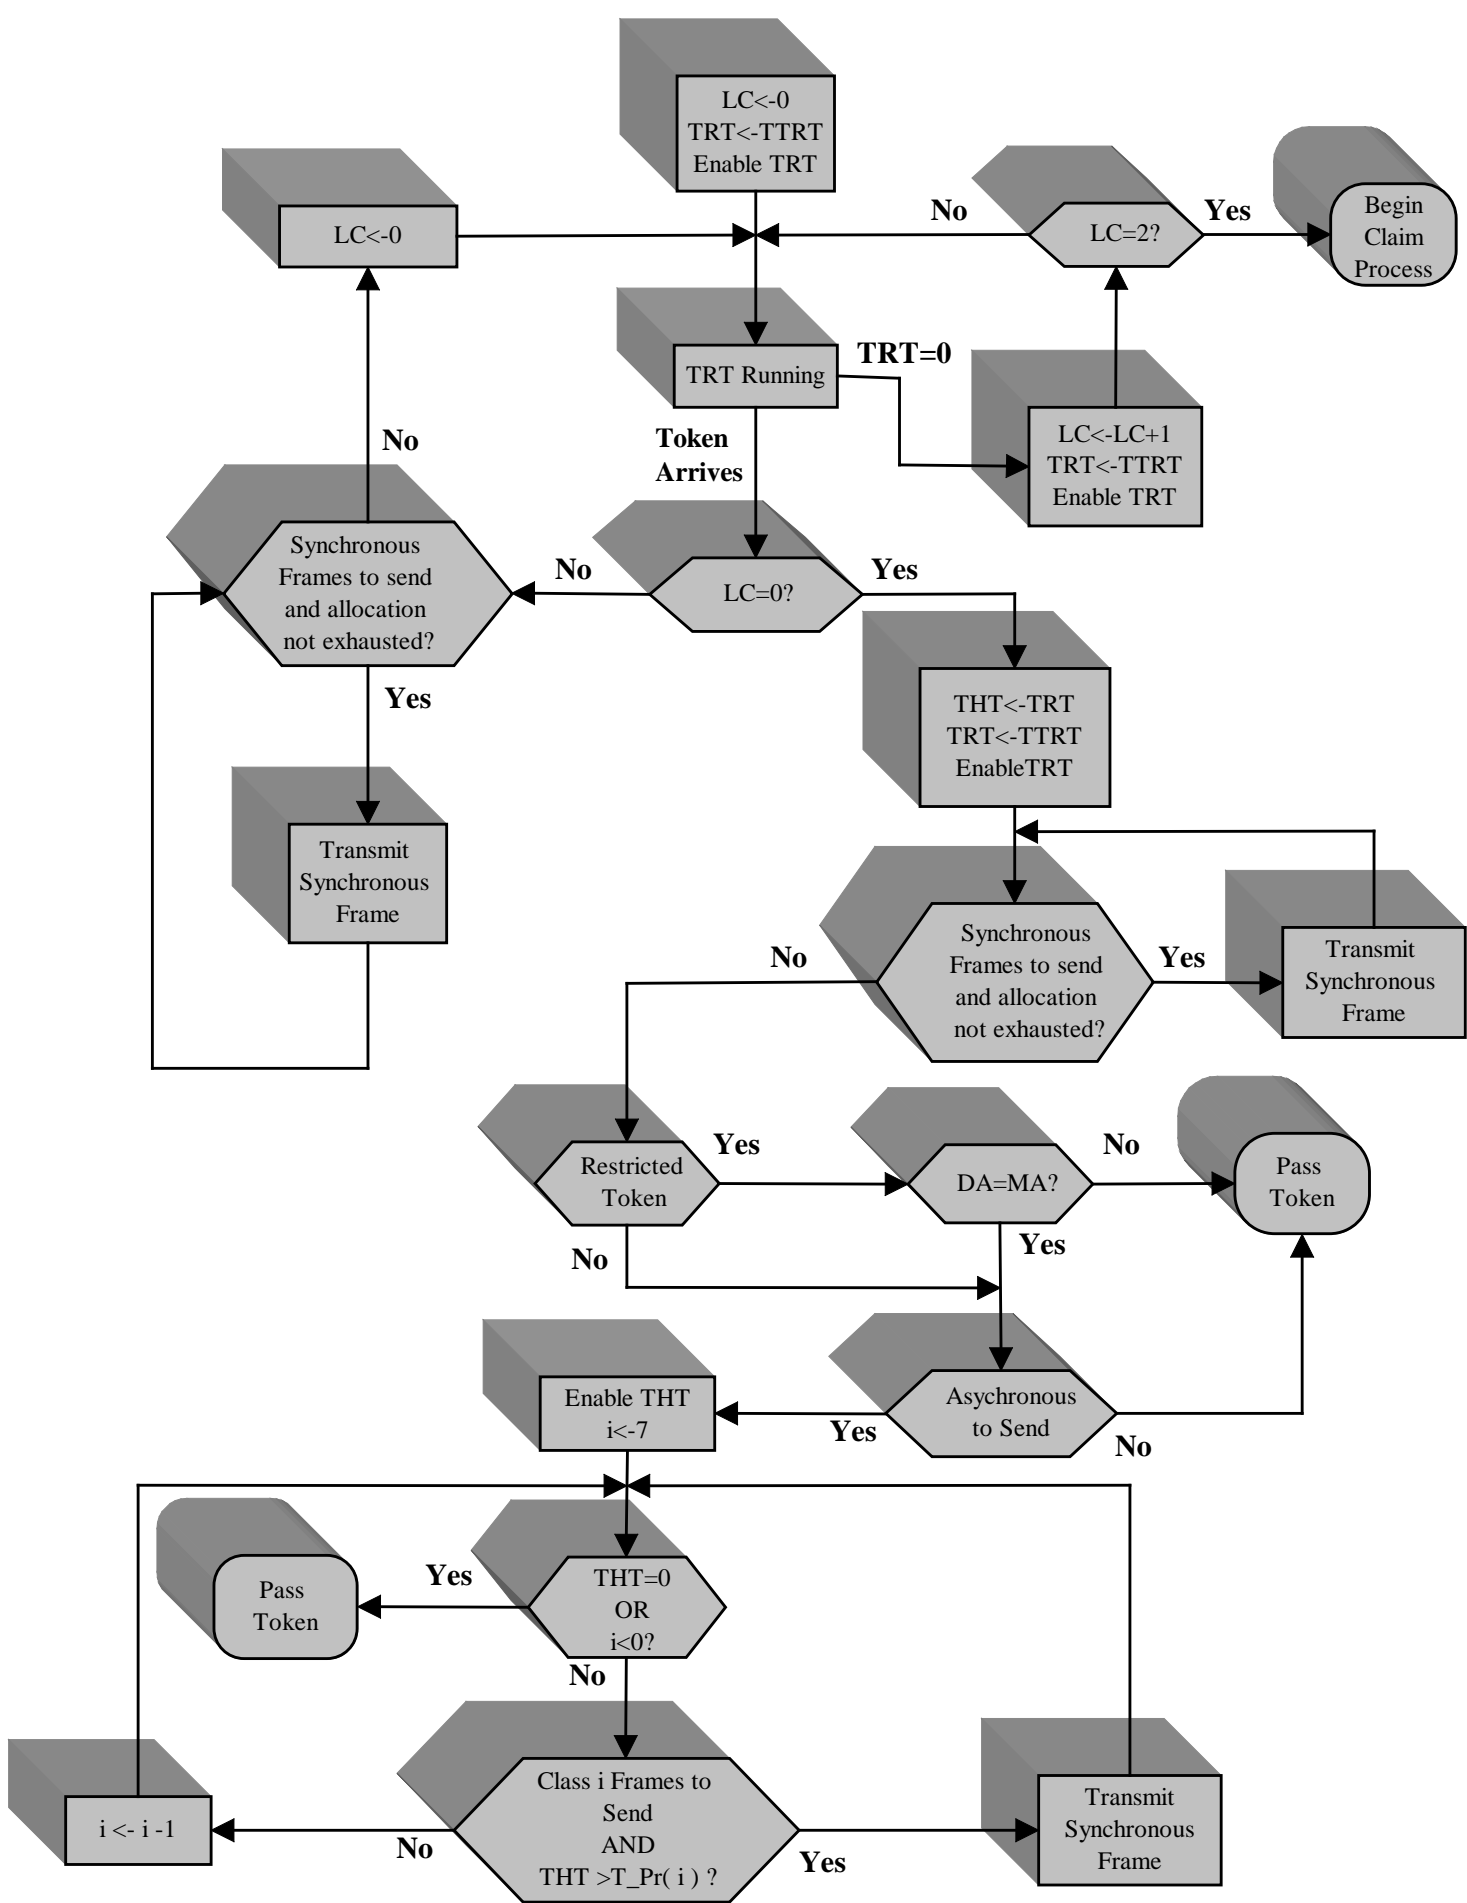 LC<-0
TRT<-TTRT
Enable TRT
LC<-0
No
LC=2?
Yes
Begin
Claim
Process
TRT Running
TRT=0
LC<-LC+1
TRT<-TTRT
Enable TRT
Token
Arrives
No
Synchronous
Frames to send
and allocation
not exhausted?
No
LC=0?
Yes
Yes
THT<-TRT
TRT<-TTRT
EnableTRT
Transmit
Synchronous
Frame
Synchronous
Frames to send
and allocation
not exhausted?
No
Yes
Transmit
Synchronous
Frame
Restricted
Token
Yes
DA=MA?
No
Pass
Token
No
Yes
Asychronous
to Send
Yes
No
Enable THT
i<-7
THT=0
OR
i<0?
Yes
Pass
Token
No
Class i Frames to
Send
AND
THT >T_Pr( i ) ?
No
i <- i -1
Yes
Transmit
Synchronous
Frame